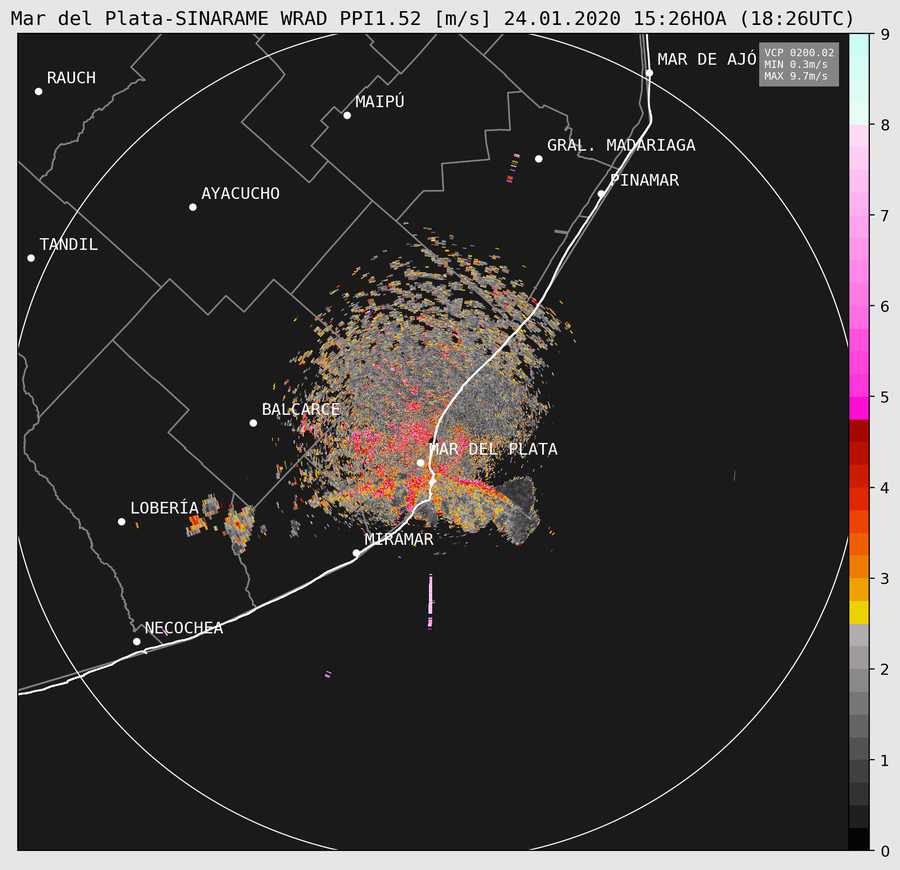 Mar del Plata-SINARAME WRAD PPI1.52 [m/s] 24.01.2020 15:26HOA (18:26UTC)
VCP 0200.02
MIN 0.3m/s
MAX 9.7m/s
MAR DE AJÓ
RAUCH
MAIPÚ
GRAL. MADARIAGA
PINAMAR
AYACUCHO
TANDIL
BALCARCE
MAR DEL PLATA
LOBERÍA
MIRAMAR
NECOCHEA
9
8
7
6
5
4
3
2
1
0